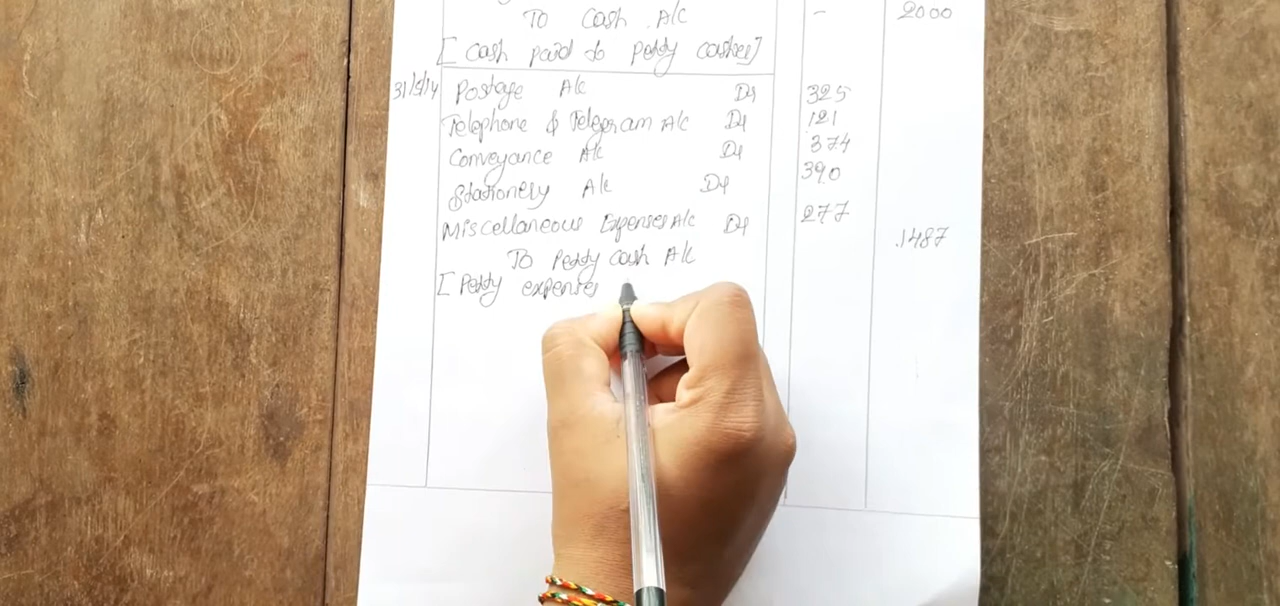 To Cash A/c - 2000
[ Cash paid to petty cashier]
31/5/14 Postage A/c Dr 325
Telephone & Telegram A/c Dr 121
Conveyance A/c Dr 374
Stationery A/c Dr 390
Miscellaneous Expenses A/c Dr 277
To Petty cash A/c 1487
[ Petty expenses